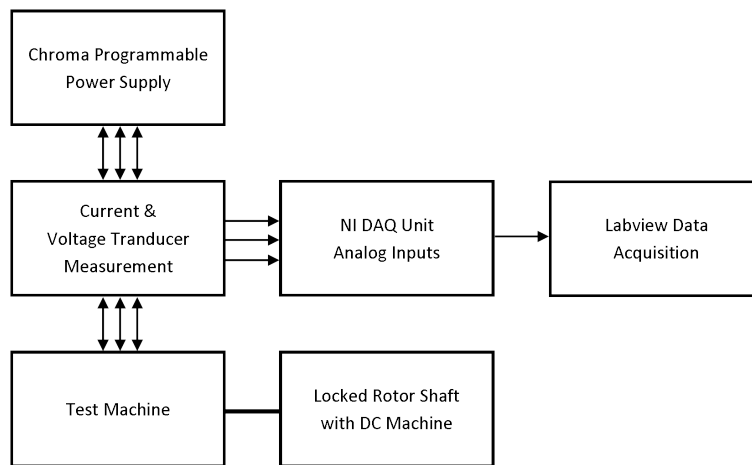 Chroma Programmable
Power Supply
Current &
Voltage Tranducer
Measurement
NI DAQ Unit
Analog Inputs
Labview Data
Acquisition
Test Machine
Locked Rotor Shaft
with DC Machine